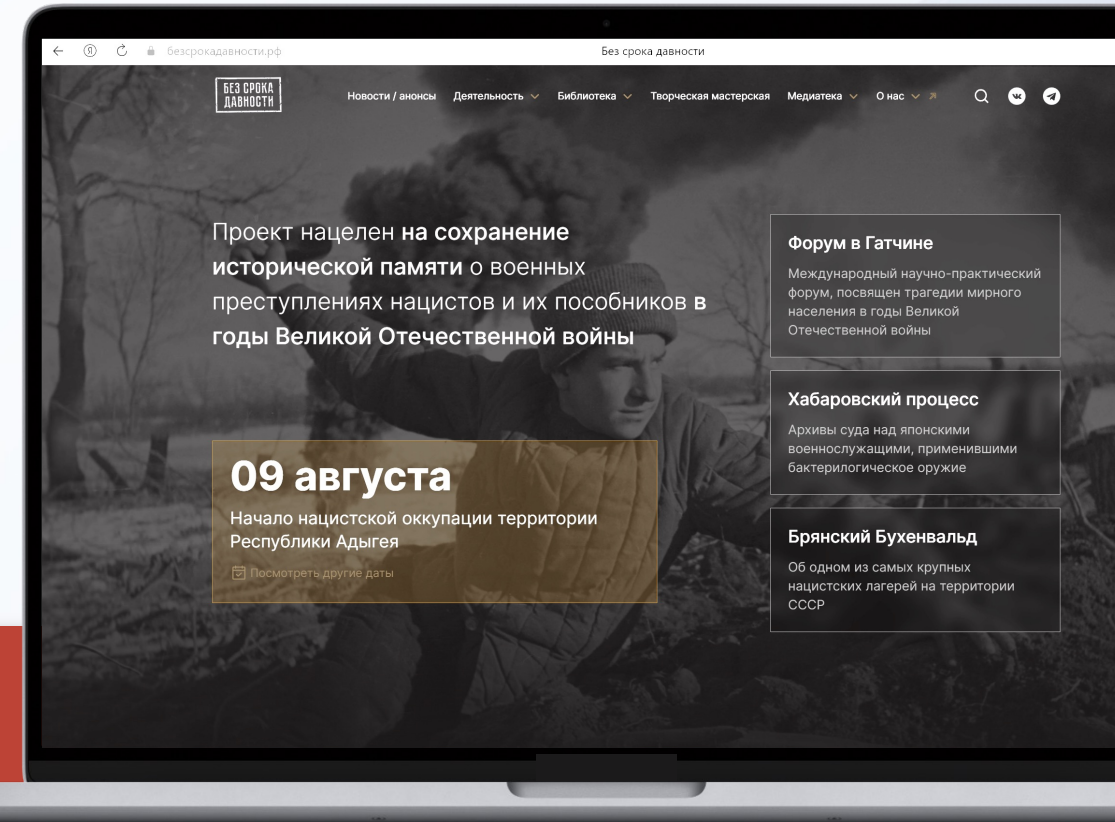 безсрокадавности.рф
Без срока давности
БЕЗ СРОКА
ДАВНОСТИ
Новости / анонсы Деятельность Библиотека Творческая мастерская Медиатека О нас
Проект нацелен на сохранение
исторической памяти о военных
преступлениях нацистов и их пособников в
годы Великой Отечественной войны
09 августа
Начало нацистской оккупации территории
Республики Адыгея
Посмотреть другие даты
Форум в Гатчине
Международный научно-практический
форум, посвящен трагедии мирного
населения в годы Великой
Отечественной войны
Хабаровский процесс
Архивы суда над японскими
военнослужащими, применившими
бактерилогическое оружие
Брянский Бухенвальд
Об одном из самых крупных
нацистских лагерей на территории
СССР